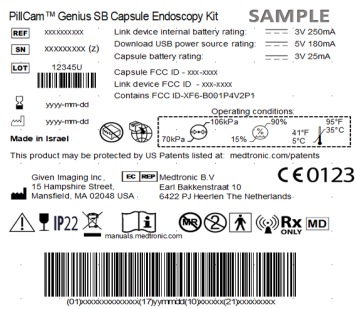 PillCam™ Genius SB Capsule Endoscopy Kit
SAMPLE
REF xxxxxxxxxx
SN xxxxxxxxx (Z)
LOT 12345U
Link device internal battery rating: 3V 250mA
Download USB power source rating: 5V 180mA
Capsule battery rating: 3V 25mA
Capsule FCC ID - xxx-xxxx
Link device FCC ID - xxx-xxxx
Contains FCC ID-XF6-B001P4V2P1
yyyy-mm-dd
yyyy-mm-dd
Made in Israel
Operating conditions:
106kPa
70kPa
90%
15%
95°F
35°C
41°F
5°C
This product may be protected by US Patents listed at: medtronic.com/patents
Given Imaging Inc,
15 Hampshire Street,
Mansfield, MA 02048 USA
EC REP Medtronic B.V
Earl Bakkenstraat 10
6422 PJ Heerlen The Netherlands
CE0123
IP22
i
manuals.medtronic.com
MR
2
Rx ONLY
MD
(01)xxxxxxxxxxxxxx(17)yymmdd(10)xxxxxx(21)xxxxxxxxx